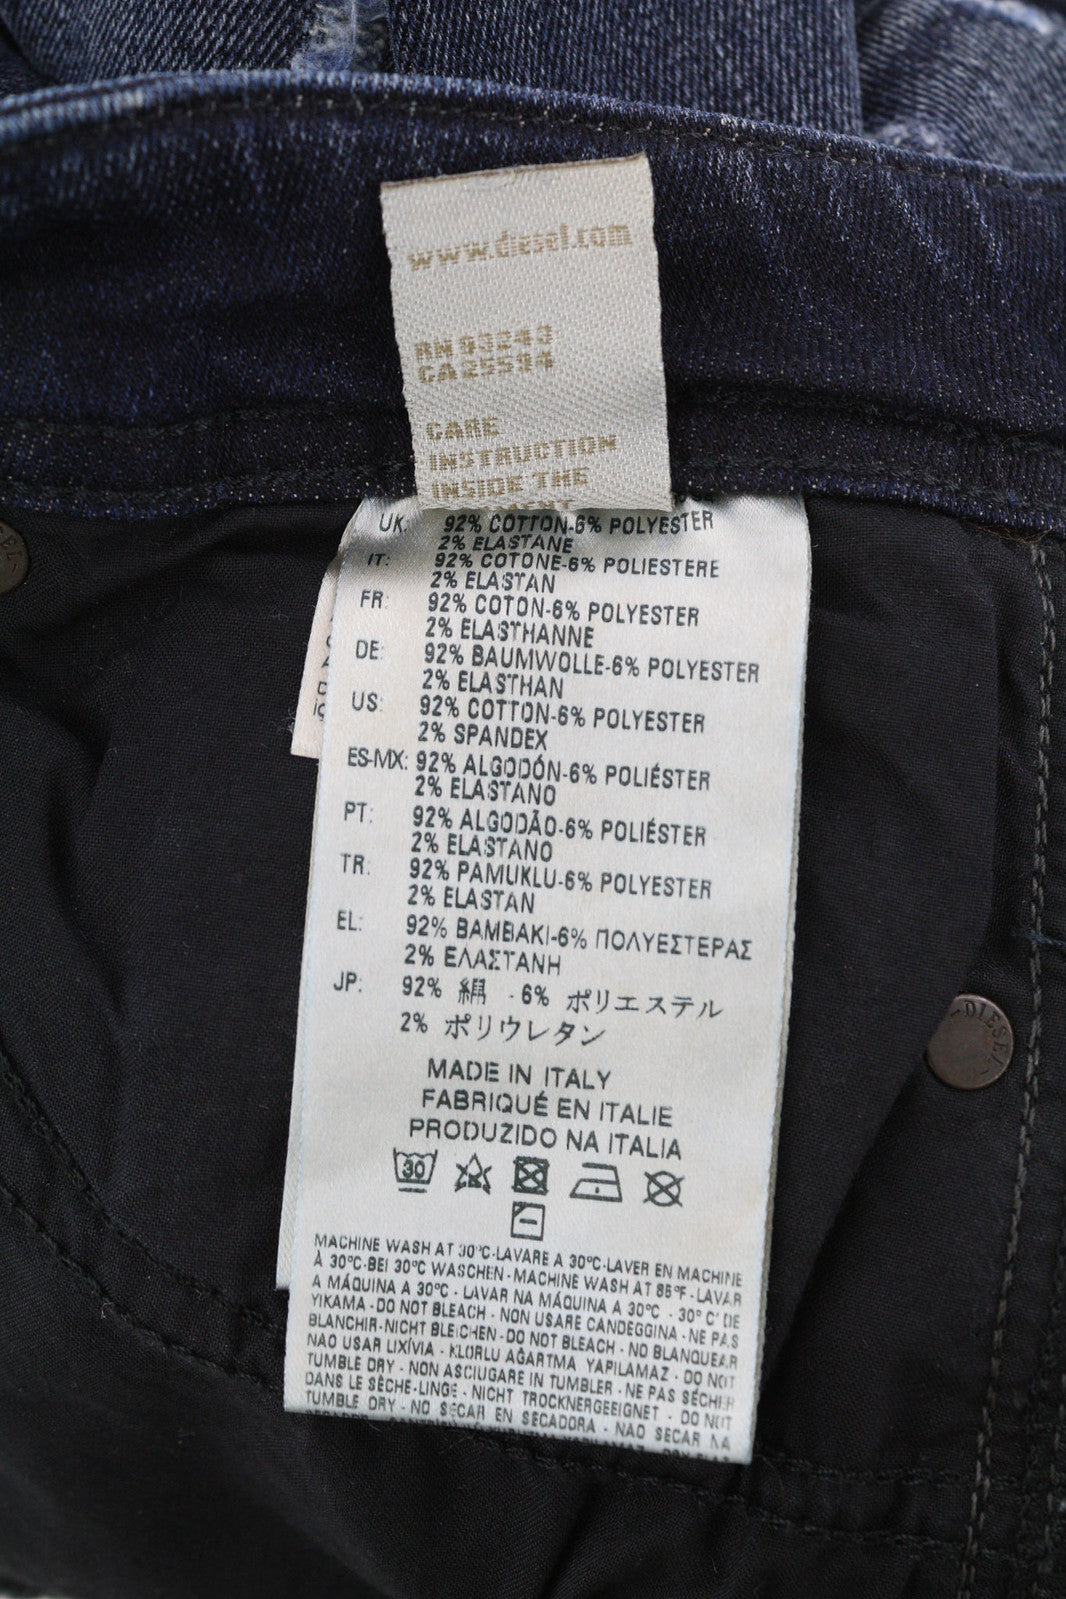 www.diesel.com
RN 93243
CA 25594
CARE
INSTRUCTION
INSIDE THE
UK: 92% COTTON-6% POLYESTER
2% ELASTANE
IT: 92% COTONE-6% POLIESTERE
2% ELASTAN
FR: 92% COTON-6% POLYESTER
2% ELASTHANNE
DE: 92% BAUMWOLLE-6% POLYESTER
2% ELASTHAN
US: 92% COTTON-6% POLYESTER
2% SPANDEX
ES-MX: 92% ALGODÓN-6% POLIÉSTER
2% ELASTANO
PT: 92% ALGODÃO-6% POLIÉSTER
2% ELASTANO
TR: 92% PAMUKLU-6% POLYESTER
2% ELASTAN
EL: 92% ΒΑΜΒΑΚΙ-6% ΠΟΛΥΕΣΤΕΡΑΣ
2% ΕΛΑΣΤΑΝΗ
JP: 92% 綿 -6% ポリエステル
2% ポリウレタン
MADE IN ITALY
FABRIQUÉ EN ITALIE
PRODUZIDO NA ITALIA
30
MACHINE WASH AT 30°C-LAVARE A 30°C-LAVER EN MACHINE
À 30°C-BEI 30°C WASCHEN - MACHINE WASH AT 86°F - LAVAR
A MÁQUINA A 30°C - LAVAR NA MÁQUINA A 30°C - 30° C' DE
YIKAMA - DO NOT BLEACH - NON USARE CANDEGGINA - NE PAS
BLANCHIR-NICHT BLEICHEN - DO NOT BLEACH - NO BLANQUEAR
NAO USAR LIXÍVIA - KLORLU AĞARTMA YAPILAMAZ - DO NOT
TUMBLE DRY - NON ASCIUGARE IN TUMBLER - NE PAS SÉCHER
DANS LE SÈCHE-LINGE - NICHT TROCKNERGEEIGNET - DO NOT
TUMBLE DRY - NO SECAR EN SECADORA - NAO SECAR NA
DIESEL